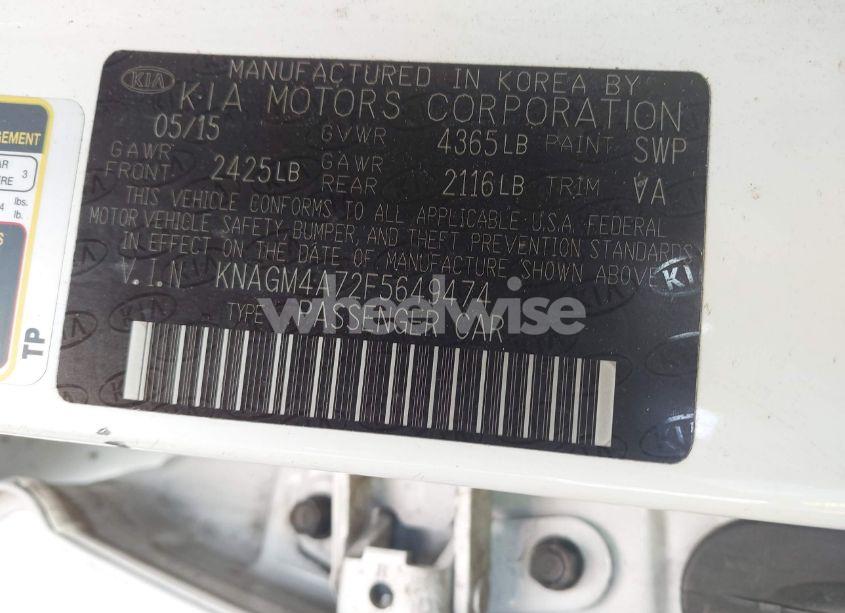 KIA
MANUFACTURED IN KOREA BY
KIA MOTORS CORPORATION
05/15 GVWR 4365LB PAINT SWP
GAWR FRONT 2425LB GAWR REAR 2116LB TRIM VA
THIS VEHICLE CONFORMS TO ALL APPLICABLE U.S.A. FEDERAL
MOTOR VEHICLE SAFETY, BUMPER, AND THEFT PREVENTION STANDARDS
IN EFFECT ON THE DATE OF MANUFACTURE SHOWN ABOVE
V.I.N KNAGM4A72F5649474
TYPE : PASSENGER CAR
wheelwise
TP